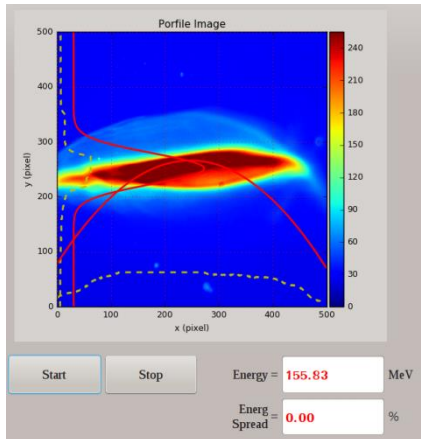 Porfile Image
500
400
300
200
100
0
y (pixel)
0 100 200 300 400 500
x (pixel)
240
210
180
150
120
90
60
30
0
Start Stop Energy = 155.83 MeV
Energ
Spread = 0.00 %